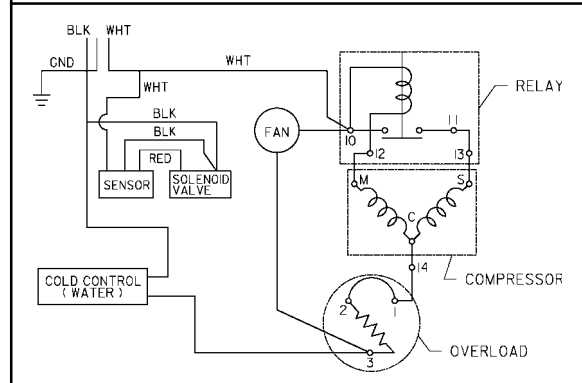 BLK WHT
GND
WHT
WHT
BLK
BLK
RED
SENSOR
SOLENOID
VALVE
FAN
10
11
12
13
RELAY
M
S
C
14
COMPRESSOR
COLD CONTROL
( WATER )
2
1
3
OVERLOAD